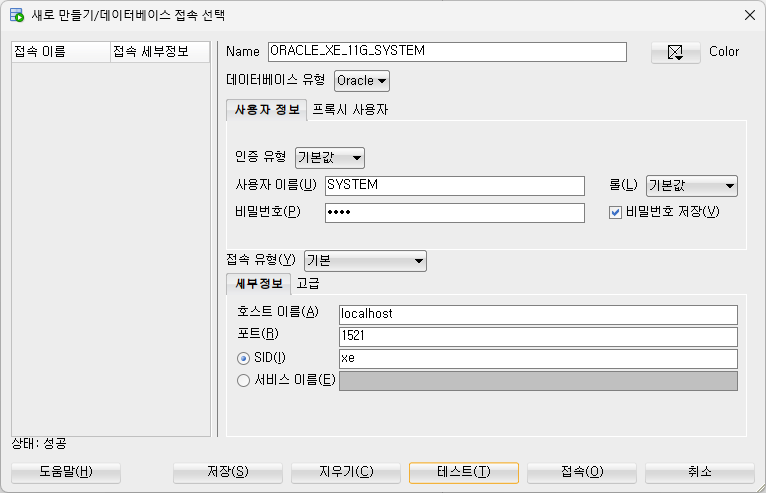 새로 만들기/데이터베이스 접속 선택
접속 이름 접속 세부정보
Name ORACLE_XE_11G_SYSTEM Color
데이터베이스 유형 Oracle
사용자 정보 프록시 사용자
인증 유형 기본값
사용자 이름(U) SYSTEM 롤(L) 기본값
비밀번호(P) •••• 비밀번호 저장(V)
접속 유형(Y) 기본
세부정보 고급
호스트 이름(A) localhost
포트(R) 1521
SID(I) xe
서비스 이름(E)
상태: 성공
도움말(H) 저장(S) 지우기(C) 테스트(T) 접속(O) 취소